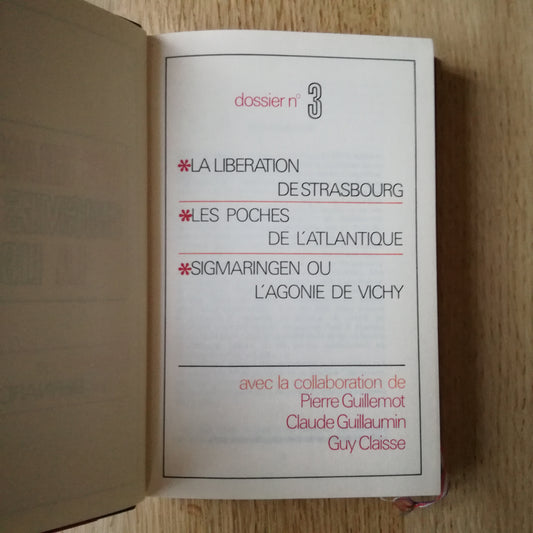 dossier n° 3
*LA LIBERATION
DE STRASBOURG
*LES POCHES
DE L'ATLANTIQUE
*SIGMARINGEN OU
L'AGONIE DE VICHY
avec la collaboration de
Pierre Guillemot
Claude Guillaumin
Guy Claisse